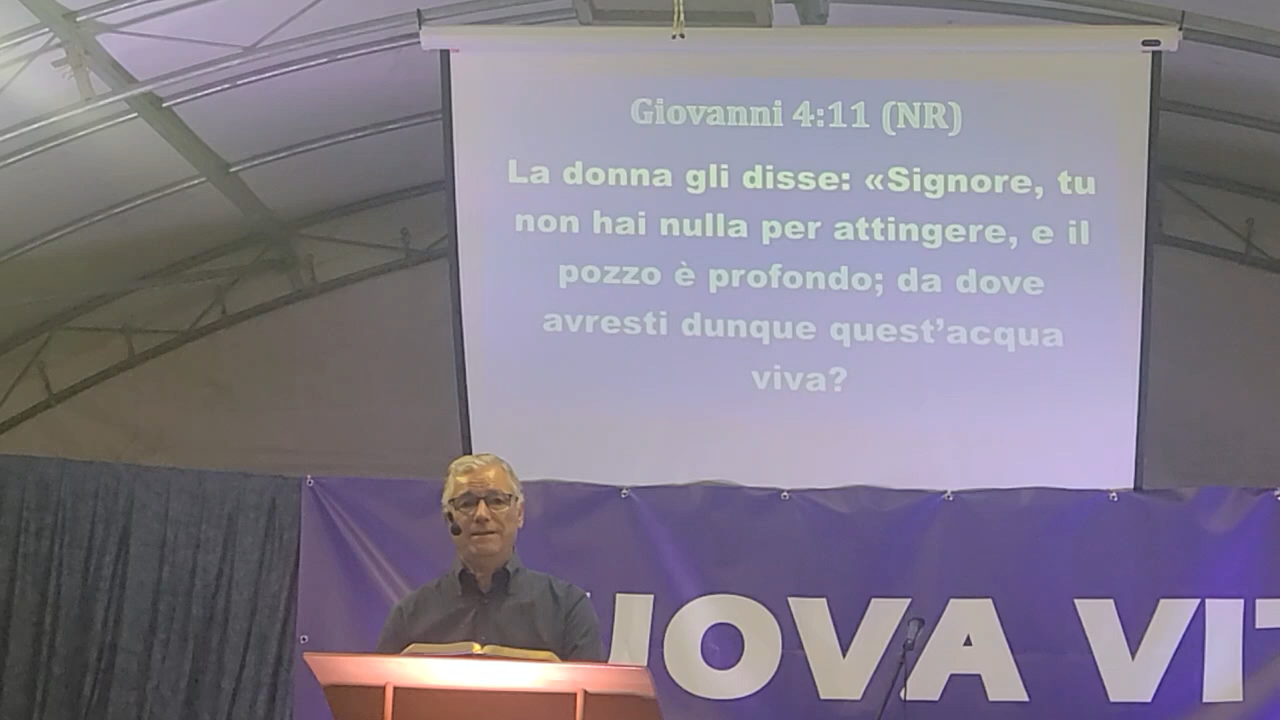 Giovanni 4:11 (NR)
La donna gli disse: «Signore, tu
non hai nulla per attingere, e il
pozzo è profondo; da dove
avresti dunque quest’acqua
viva?
UOVA VIT